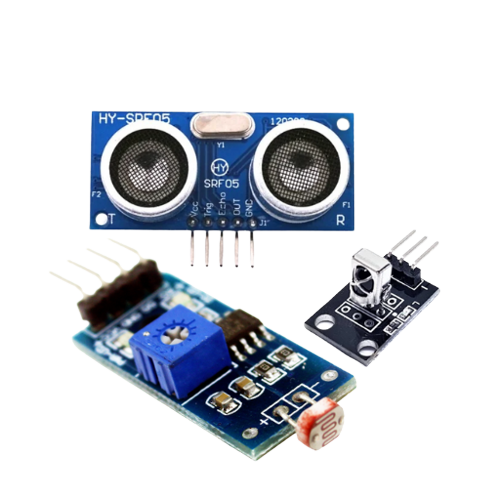 HY-SRF05
Y1
HY
SRF05
F2
F1
Vcc
Trig
Echo
OUT
GND
J1
T
R
+
-